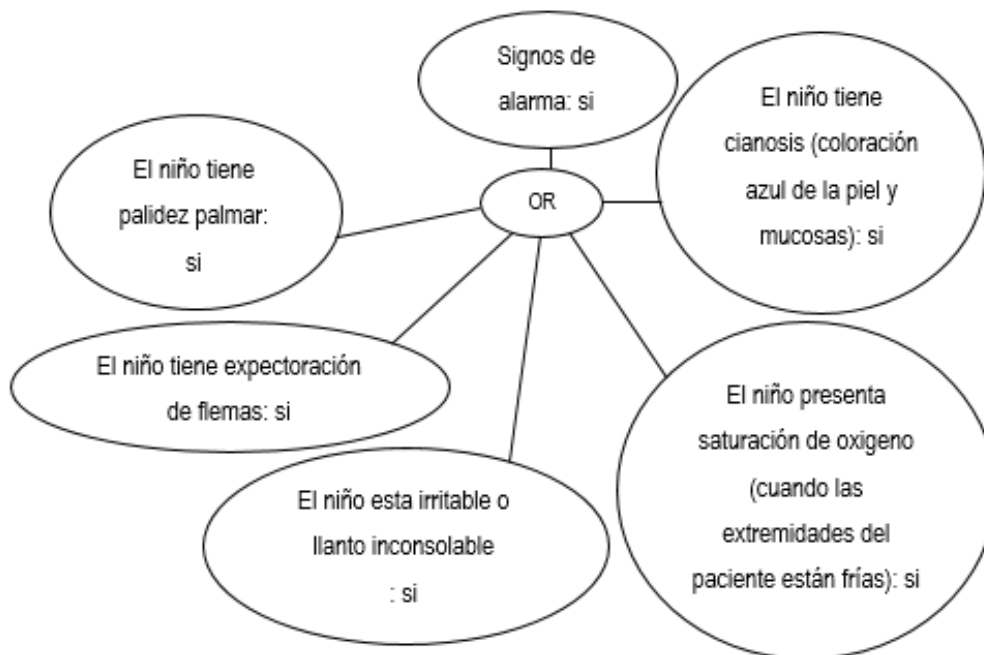 Signos de
alarma: si
El niño tiene
cianosis (coloración
azul de la piel y
mucosas): si
El niño tiene
palidez palmar:
si
OR
El niño tiene expectoración
de flemas: si
El niño presenta
saturación de oxigeno
(cuando las
extremidades del
paciente están frías): si
El niño esta irritable o
llanto inconsolable
: si